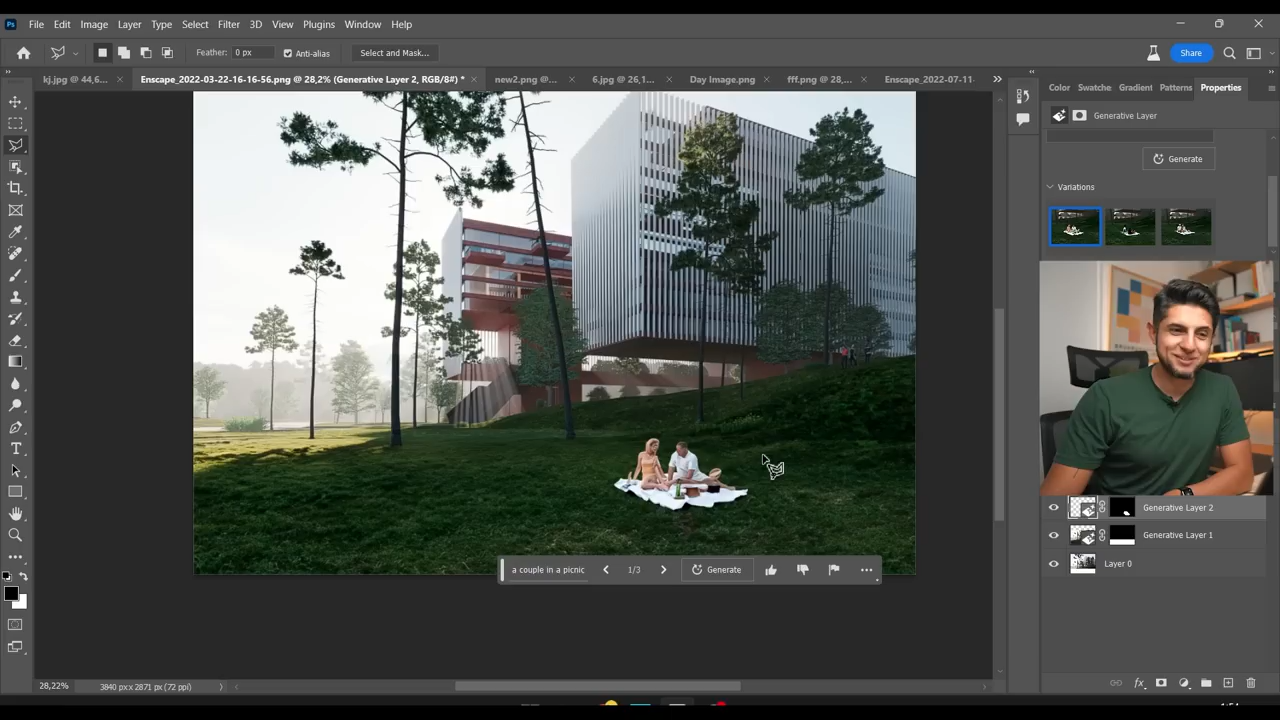 Ps File Edit Image Layer Type Select Filter 3D View Plugins Window Help
Feather: 0 px Anti-alias Select and Mask... Share
kj.jpg @ 44,6... × Enscape_2022-03-22-16-16-56.png @ 28,2% (Generative Layer 2, RGB/8#) * × new2.png @... × 6.jpg @ 26,1... × Day Image.png × fff.png @ 28,... × Enscape_2022-07-11-
Color Swatche Gradient Patterns Properties
Generative Layer
Generate
Variations
Generative Layer 2
Generative Layer 1
Layer 0
a couple in a picnic 1/3 Generate
28,22% 3840 px x 2871 px (72 ppi)